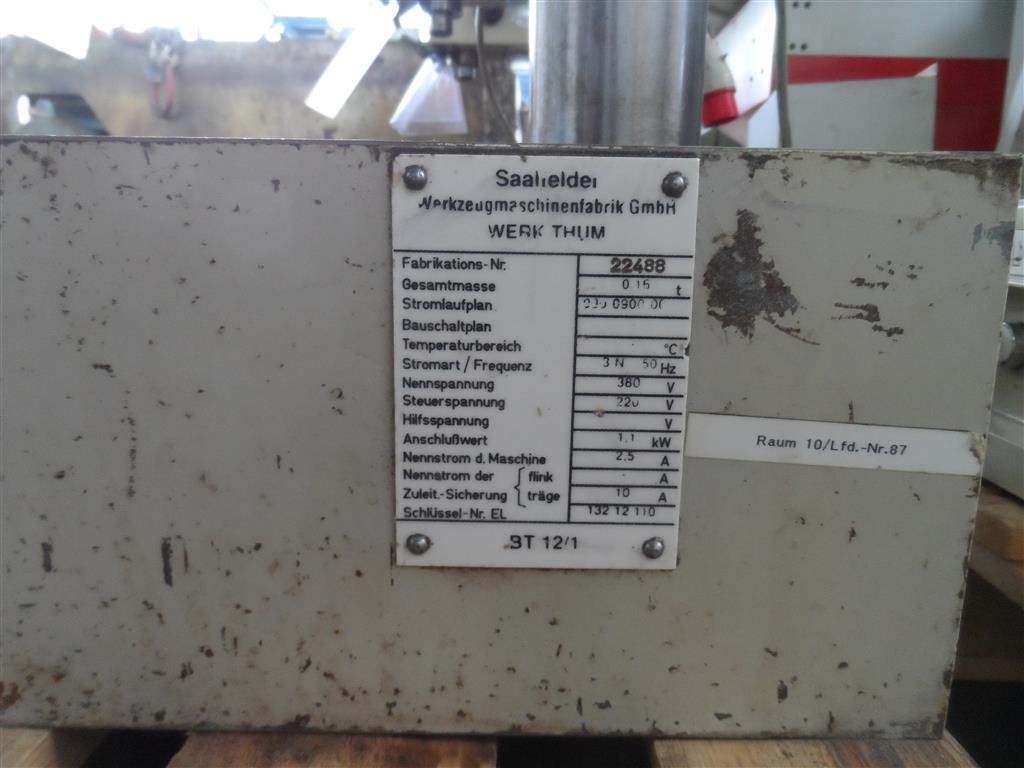 Saalfelder
Werkzeugmaschinenfabrik GmbH
WERK THUM
Fabrikations-Nr. 22488
Gesamtmasse 0,15 t
Stromlaufplan 0900
Bauschaltplan
Temperaturbereich °C
Stromart / Frequenz 3 N 50 Hz
Nennspannung 380 V
Steuerspannung 220 V
Hilfsspannung V
Anschlußwert 1,1 kW
Nennstrom d. Maschine 2,5 A
Nennstrom der flink A
Zuleit.-Sicherung träge 10 A
Schlüssel-Nr. EL 132 12 110
BT 12/1
Raum 10/Lfd.-Nr.87